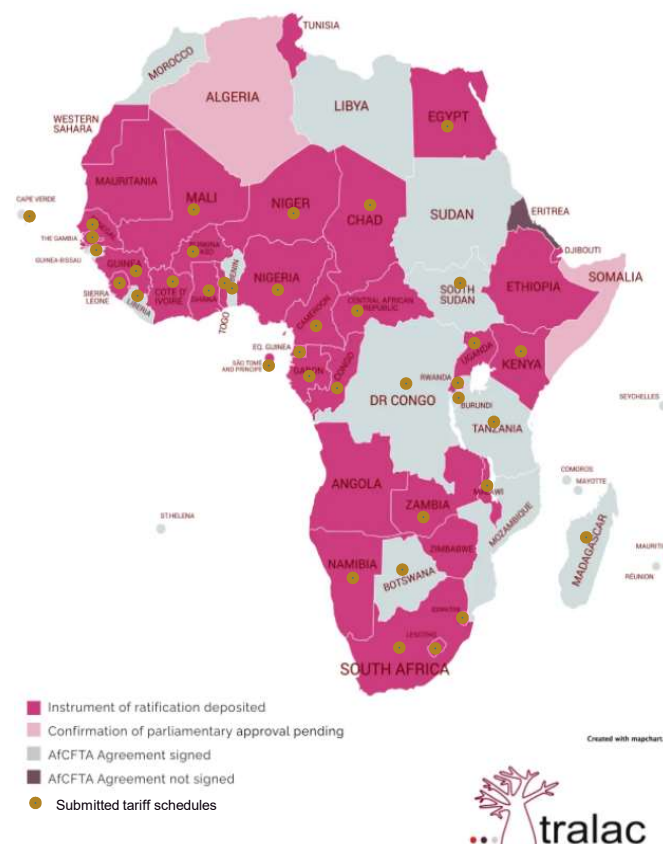 TUNISIA
MOROCCO
ALGERIA
LIBYA
EGYPT
WESTERN
SAHARA
MAURITANIA
MALI
NIGER
CHAD
SUDAN
ERITREA
CAPE VERDE
SENEGAL
THE GAMBIA
GUINEA-BISSAU
GUINEA
BURKINA
FASO
BENIN
NIGERIA
DJIBOUTI
SOMALIA
ETHIOPIA
SOUTH
SUDAN
SIERRA
LEONE
LIBERIA
COTE D'
IVOIRE
GHANA
TOGO
CAMEROON
CENTRAL AFRICAN
REPUBLIC
EQ. GUINEA
SÃO TOMÉ
AND PRINCIPE
GABON
CONGO
UGANDA
KENYA
RWANDA
DR CONGO
BURUNDI
TANZANIA
SEYCHELLES
COMOROS
MAYOTTE
ANGOLA
MALAWI
ZAMBIA
ST.HELENA
MOZAMBIQUE
MADAGASCAR
ZIMBABWE
MAURITI
RÉUNION
NAMIBIA
BOTSWANA
LESOTHO
SOUTH AFRICA
Instrument of ratification deposited
Confirmation of parliamentary approval pending
AfCFTA Agreement signed
AfCFTA Agreement not signed
Submitted tariff schedules
Created with mapchart.
tralac